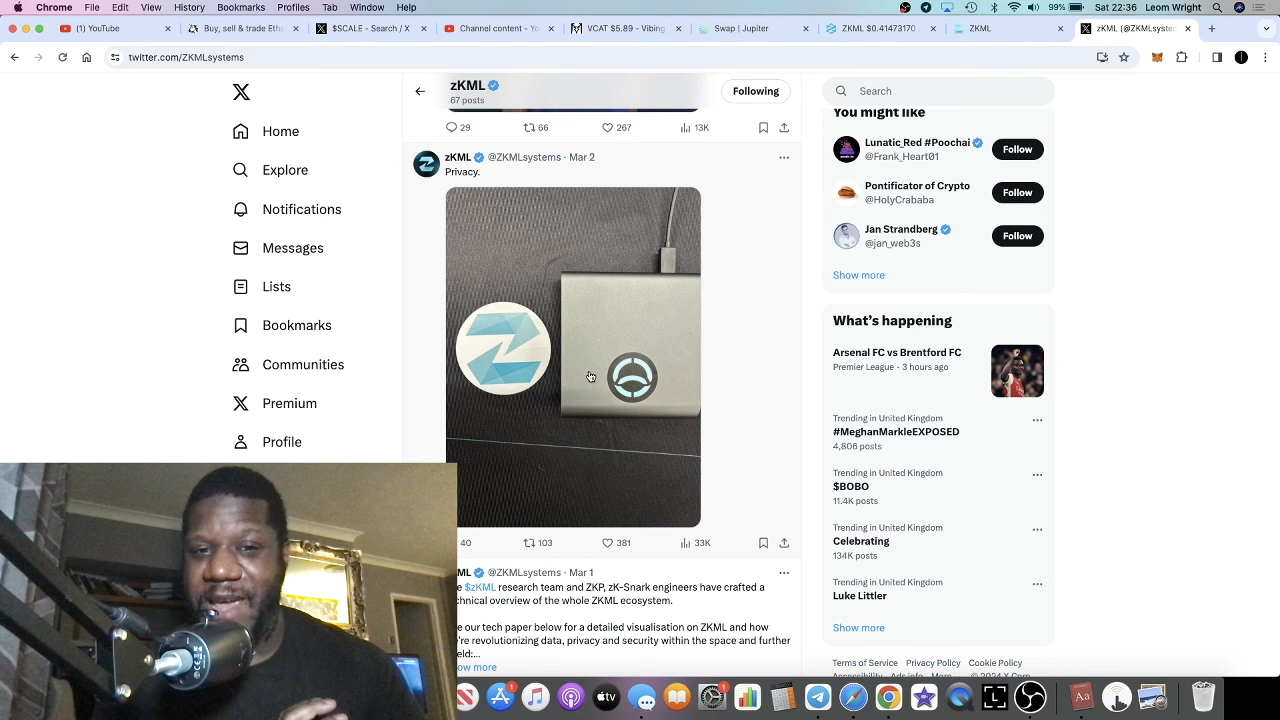 Chrome File Edit View History Bookmarks Profiles Tab Window Help
99% Sat 22:36 Leom Wright
(1) YouTube
Buy, sell & trade Ethe
$SCALE - Search / X
Channel content - Yo
VCAT $5.89 - Vibing
Swap | Jupiter
ZKML $0.41473170
ZKML
zKML (@ZKMLsystem
twitter.com/ZKMLsystems
zKML
67 posts
Following
29 66 267 13K
zKML @ZKMLsystems · Mar 2
Privacy.
40 103 381 33K
ML @ZKMLsystems · Mar 1
e $zKML research team and ZKP, zK-Snark engineers have crafted a
chnical overview of the whole ZKML ecosystem.
e our tech paper below for a detailed visualisation on ZKML and how
're revolutionizing data, privacy and security within the space and further
eld:...
ow more
Home
Explore
Notifications
Messages
Lists
Bookmarks
Communities
Premium
Profile
Search
You might like
Lunatic_Red #Poochai
@Frank_Heart01
Follow
Pontificator of Crypto
@HolyCrababa
Follow
Jan Strandberg
@jan_web3s
Follow
Show more
What's happening
Arsenal FC vs Brentford FC
Premier League · 3 hours ago
Trending in United Kingdom
#MeghanMarkleEXPOSED
4,806 posts
Trending in United Kingdom
$BOBO
11.4K posts
Trending in United Kingdom
Celebrating
134K posts
Trending in United Kingdom
Luke Littler
Show more
Terms of Service Privacy Policy Cookie Policy